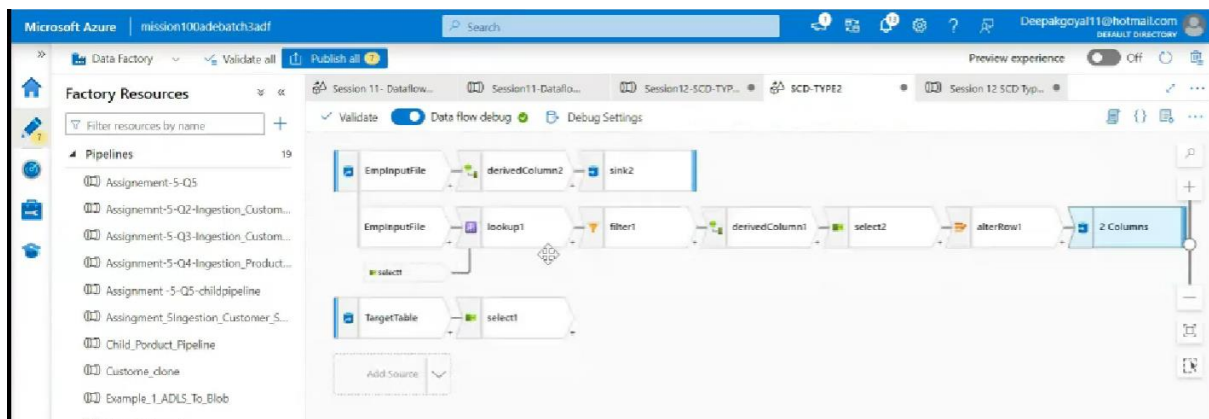 Microsoft Azure mission100adebatch3adf Search 13 Deepakgoyal11@hotmail.com
DEFAULT DIRECTORY
Data Factory Validate all Publish all 7 Preview experience Off
Factory Resources
Session 11- Dataflow... Session11-Datallo... Session12-SCD-TYP... SCD-TYPE2 Session 12 SCD Typ...
Filter resources by name
Validate Data flow debug Debug Settings
Pipelines 19
Assignement-5-Q5
Assignemnt-5-Q2-Ingestion_Custom...
Assignment-5-Q3-Ingestion_Custom...
Assignment-5-Q4-Ingestion_Product...
Assignment -5-Q5-childpipeline
Assingment_5Ingestion_Customer_S...
Child_Porduct_Pipeline
Custome_clone
Example_1_ADLS_To_Blob
EmpInputFile derivedColumn2 sink2
EmpInputFile lookup1 filter1 derivedColumn1 select2 alterRow1 2 Columns
select1
TargetTable select1
Add Source